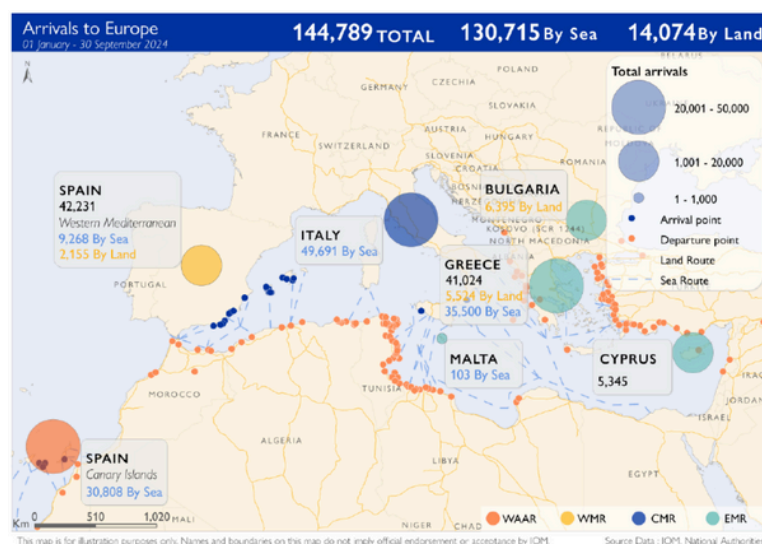 Arrivals to Europe
01 January - 30 September 2024
144,789 TOTAL
130,715 By Sea
14,074 By Land
N
Total arrivals
20,001 - 50,000
1,001 - 20,000
1 - 1,000
Arrival point
Departure point
Land Route
Sea Route
BELARUS
POLAND
GERMANY
CZECHIA
SLOVAKIA
FRANCE
AUSTRIA
HUNGARY
SWITZERLAND
SLOVENIA
CROATIA
ROMANIA
REPUBLIC OF
SPAIN
42,231
Western Mediterranean
9,268 By Sea
2,155 By Land
PORTUGAL
ITALY
49,691 By Sea
BULGARIA
6,395 By Land
MONTENEGRO
KOSOVO (SCR 1244)
NORTH MACEDONIA
GREECE
41,024
5,524 By Land
35,500 By Sea
MALTA
103 By Sea
CYPRUS
5,345
MOROCCO
ALGERIA
TUNISIA
LIBYA
EGYPT
ISRAEL
JORDAN
IRAQ
SPAIN
Canary Islands
30,808 By Sea
Km
0 510 1,020
MALI
NIGER
CHAD
WAAR
WMR
CMR
EMR
This map is for illustration purposes only. Names and boundaries on this map do not imply official endorsement or acceptance by IOM.
Source Data : IOM, National Authorities